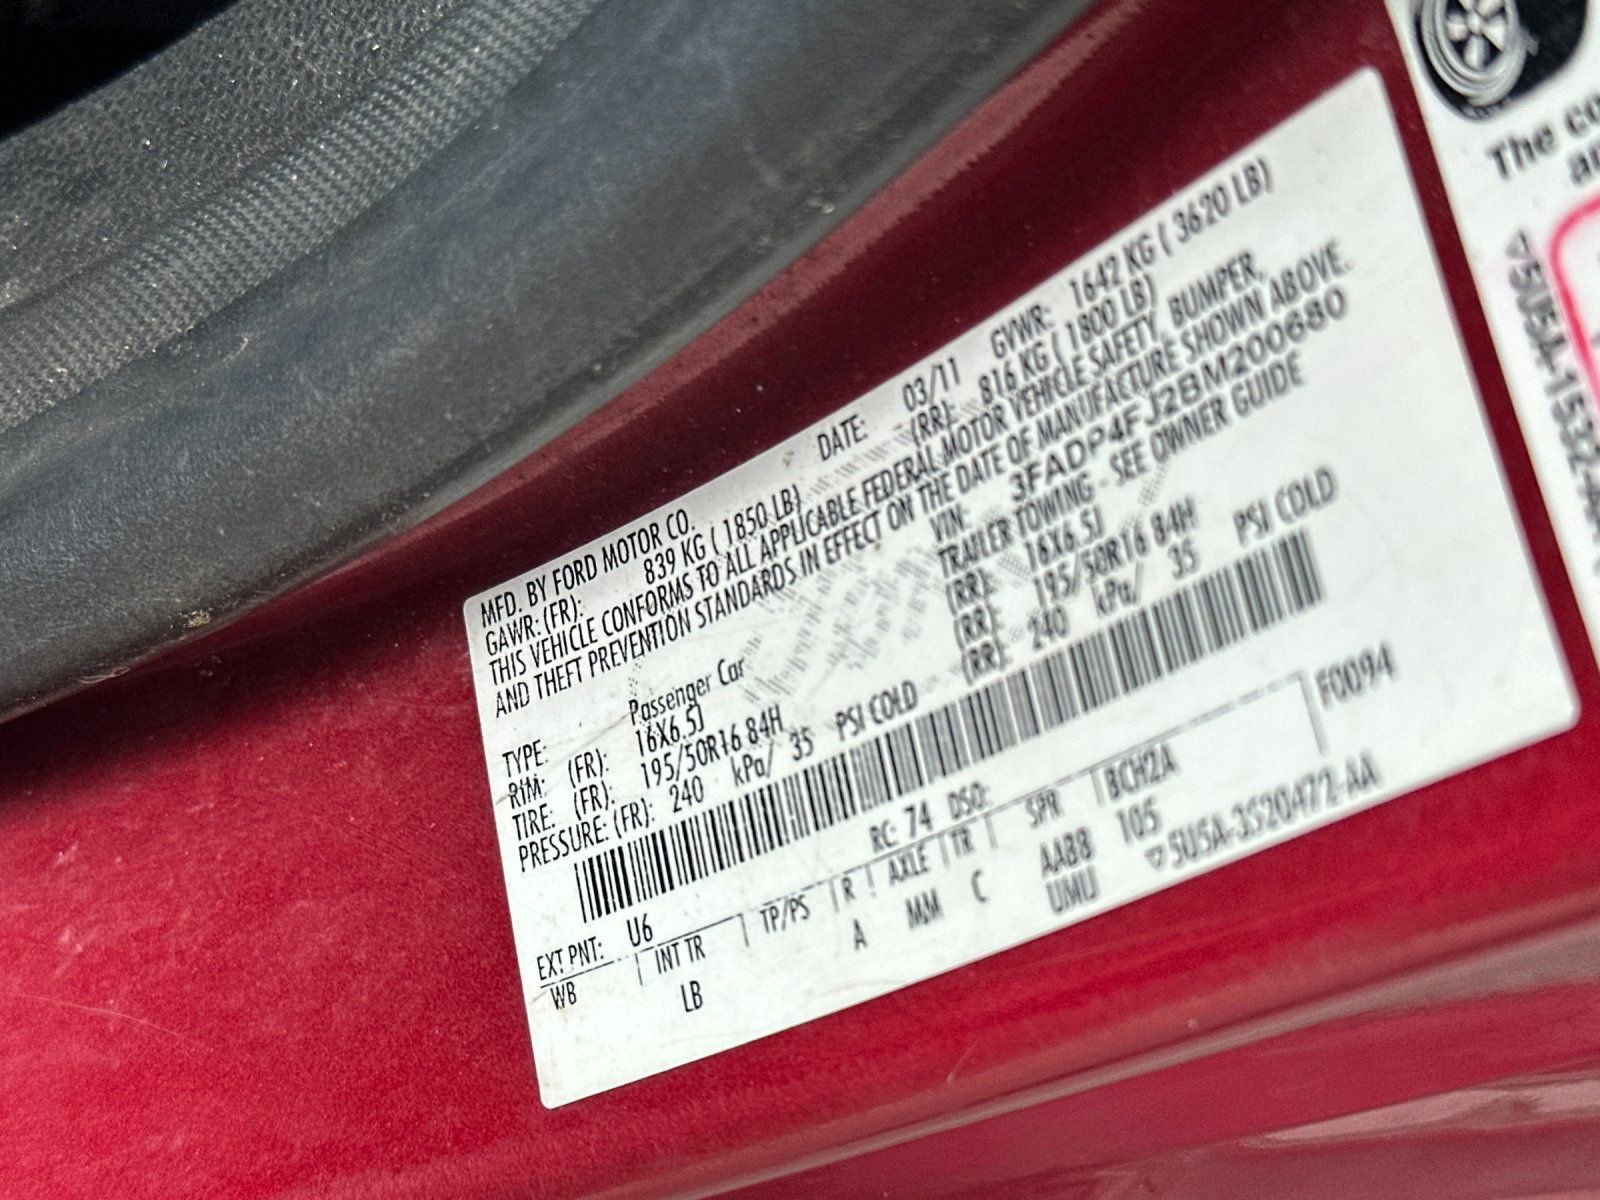 MFD. BY FORD MOTOR CO. DATE: 03/11 GVWR: 1642 KG ( 3620 LB)
GAWR: (FR): 839 KG ( 1850 LB) (RR): 816 KG ( 1800 LB)
THIS VEHICLE CONFORMS TO ALL APPLICABLE FEDERAL MOTOR VEHICLE SAFETY, BUMPER,
AND THEFT PREVENTION STANDARDS IN EFFECT ON THE DATE OF MANUFACTURE SHOWN ABOVE.
VIN: 3FADP4FJ2BM200680
TYPE: Passenger Car TRAILER TOWING - SEE OWNER GUIDE
RIM: (FR): 16X6.5J (RR): 16X6.5J
TIRE: (FR): 195/50R16 84H (RR): 195/50R16 84H
PRESSURE: (FR): 240 kPa/ 35 PSI COLD (RR): 240 kPa/ 35 PSI COLD
EXT PNT: U6 RC: 74 DSO: F0094
WB INT TR TP/PS R AXLE TR SPR BCH2A
LB A MM C AABB 105
UMU
▽5U5A-3520472-AA
The co
an
▽5U5A-1532